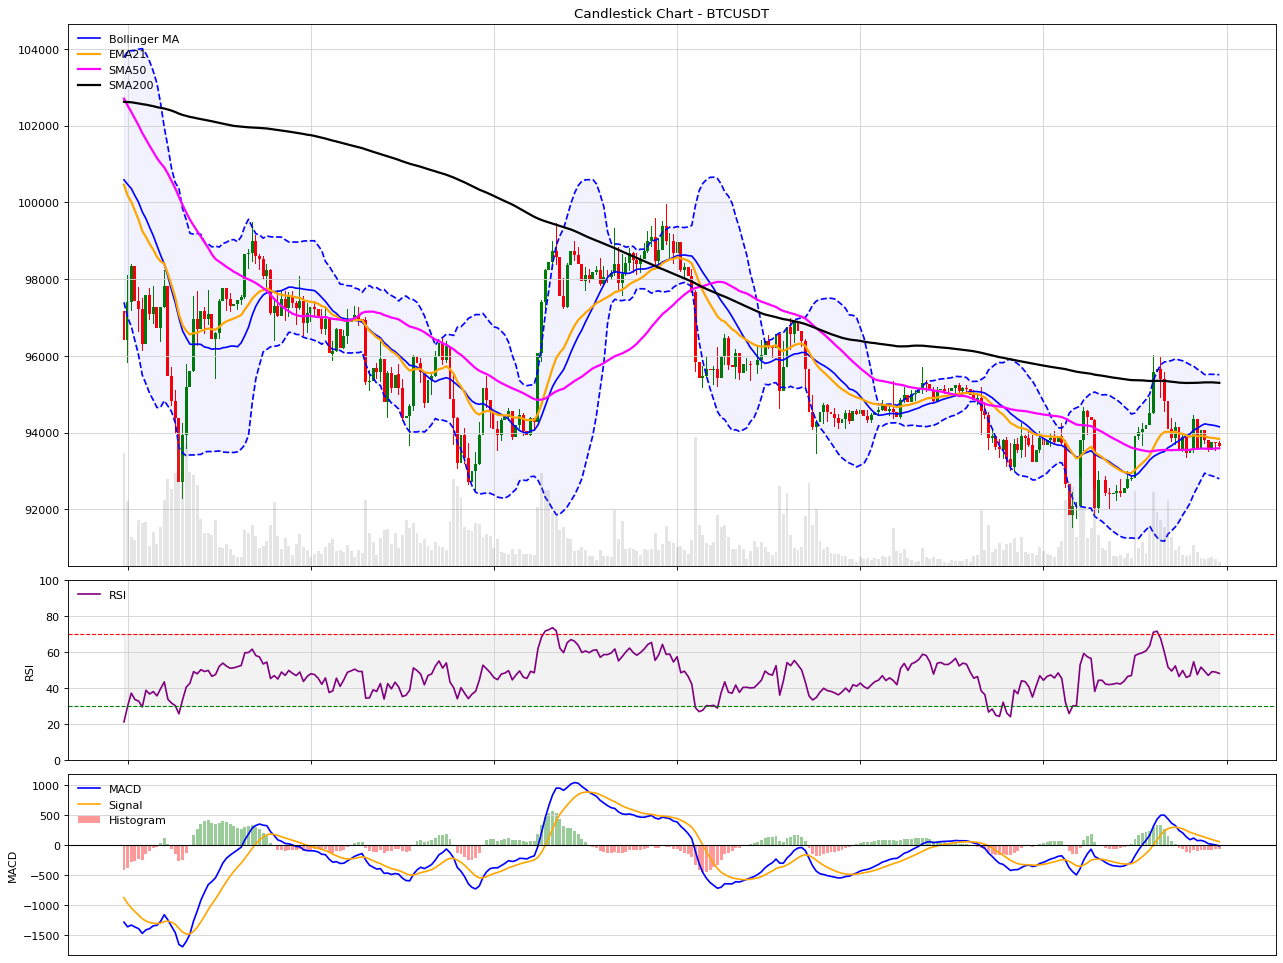 Candlestick Chart - BTCUSDT
Bollinger MA
EMA21
SMA50
SMA200
104000
102000
100000
98000
96000
94000
92000
RSI
100
80
60
40
20
0
RSI
MACD
Signal
Histogram
1000
500
0
−500
−1000
−1500
MACD